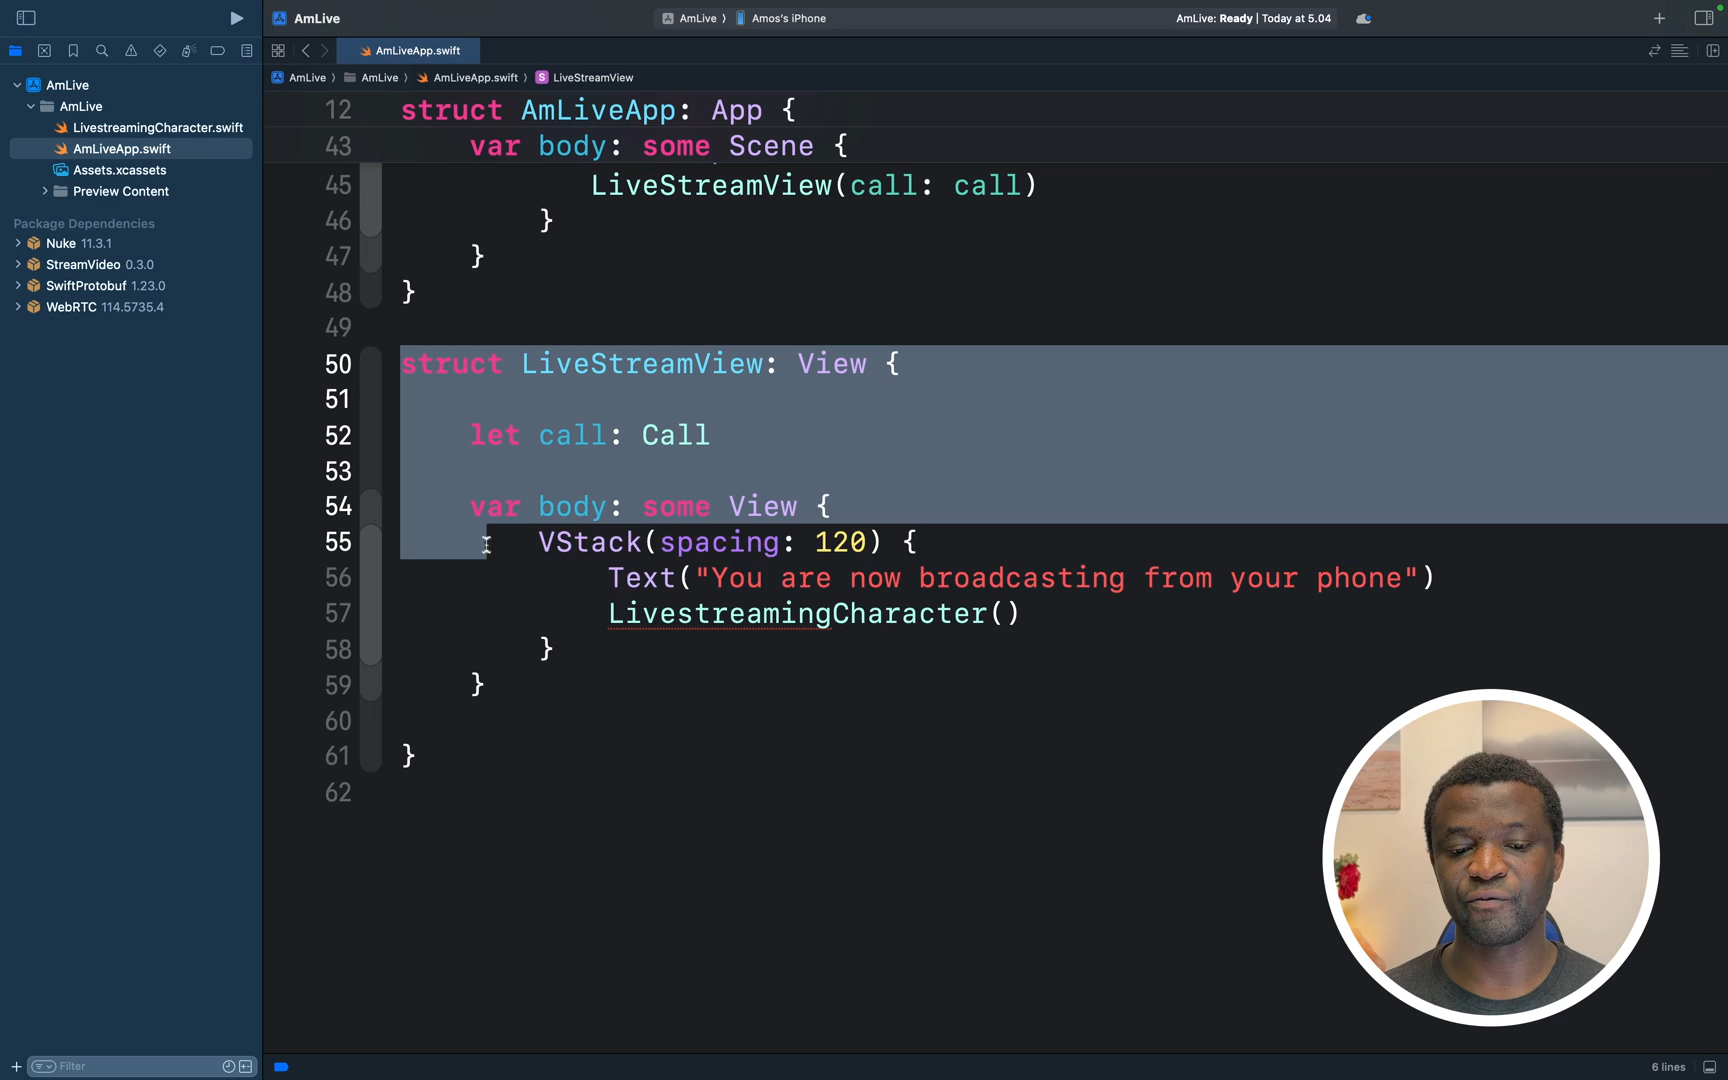 AmLive
AmLive 〉 Amos's iPhone
AmLive: Ready | Today at 5.04
AmLiveApp.swift
AmLive 〉 AmLive 〉 AmLiveApp.swift 〉 S LiveStreamView
AmLive
AmLive
LivestreamingCharacter.swift
AmLiveApp.swift
Assets.xcassets
Preview Content
Package Dependencies
Nuke 11.3.1
StreamVideo 0.3.0
SwiftProtobuf 1.23.0
WebRTC 114.5735.4
12 struct AmLiveApp: App {
43 var body: some Scene {
45 LiveStreamView(call: call)
46 }
47 }
48 }
49
50 struct LiveStreamView: View {
51
52 let call: Call
53
54 var body: some View {
55 VStack(spacing: 120) {
56 Text("You are now broadcasting from your phone")
57 LivestreamingCharacter()
58 }
59 }
60
61 }
62
Filter
6 lines